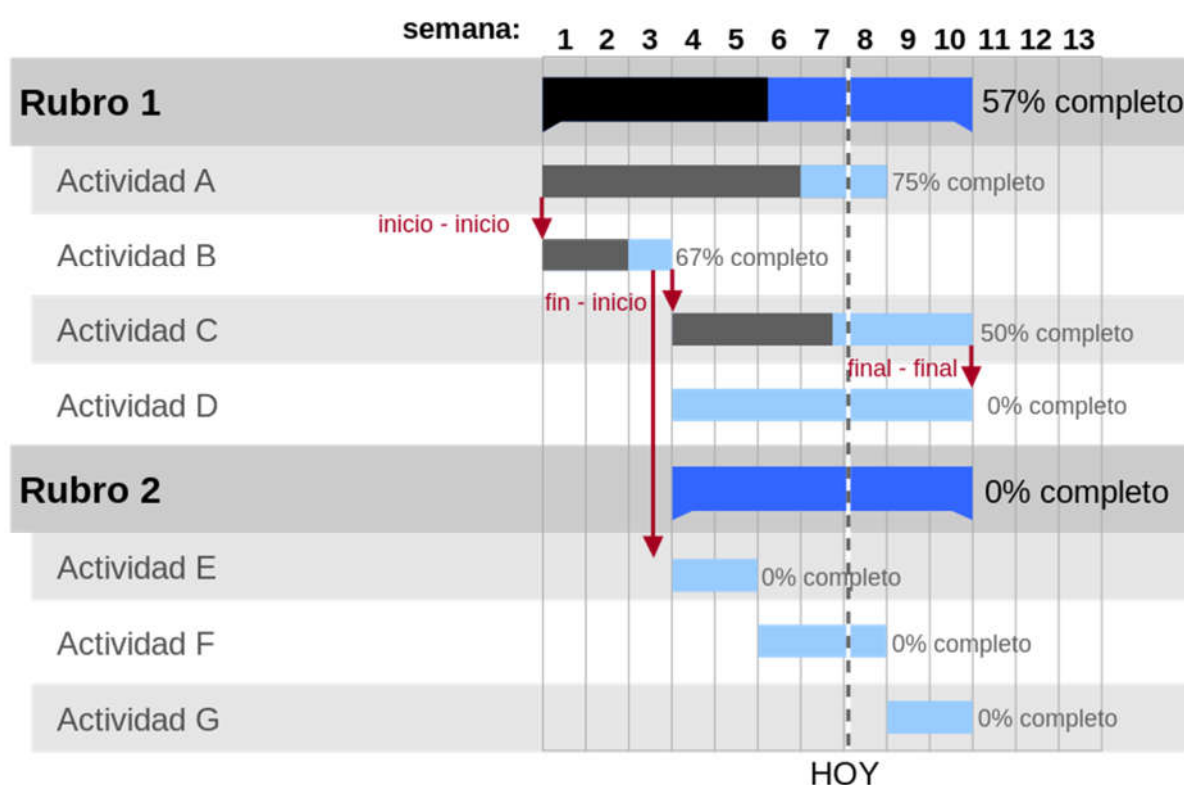 semana: 1 2 3 4 5 6 7 8 9 10 11 12 13
Rubro 1 57% completo
Actividad A 75% completo
inicio - inicio
Actividad B 67% completo
fin - inicio
Actividad C 50% completo
final - final
Actividad D 0% completo
Rubro 2 0% completo
Actividad E 0% completo
Actividad F 0% completo
Actividad G 0% completo
HOY